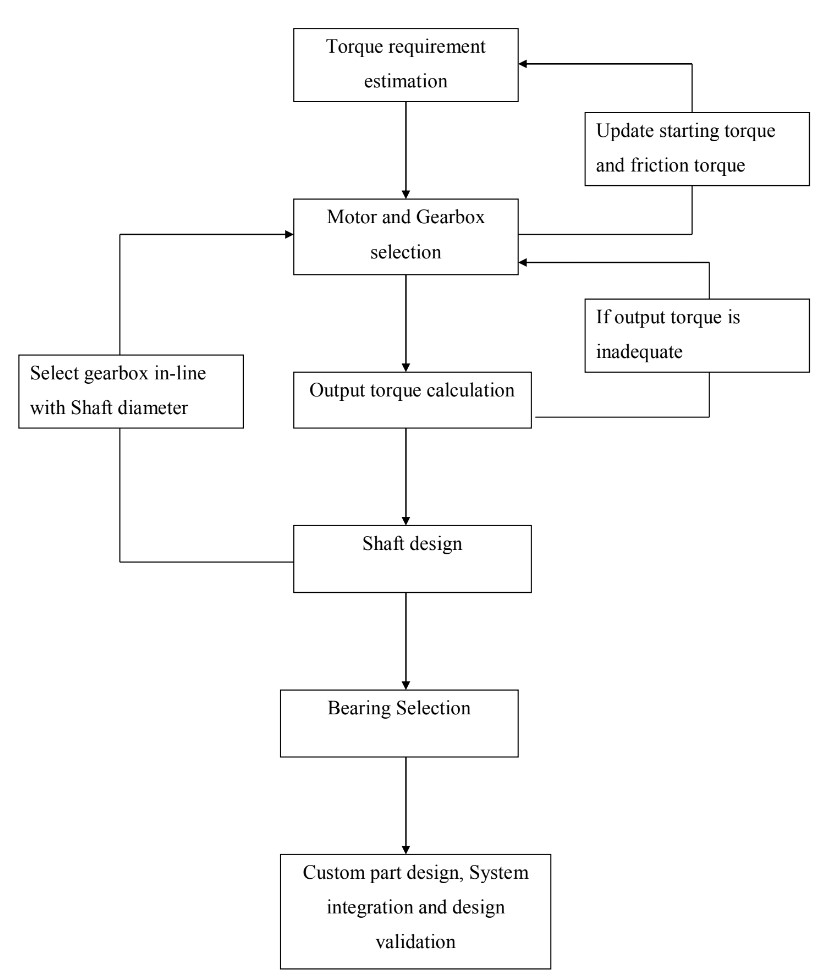 Torque requirement
estimation
Update starting torque
and friction torque
Motor and Gearbox
selection
If output torque is
inadequate
Select gearbox in-line
with Shaft diameter
Output torque calculation
Shaft design
Bearing Selection
Custom part design, System
integration and design
validation